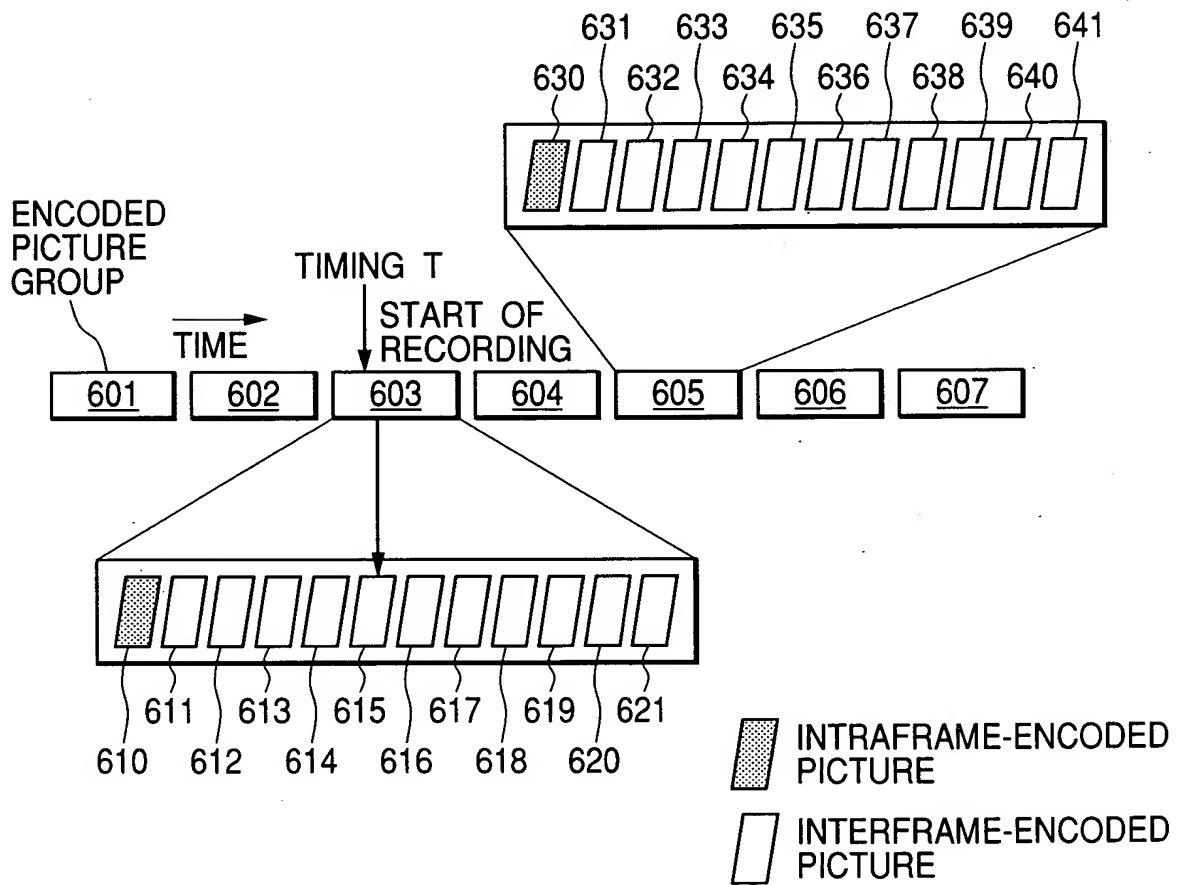 631 633 635 637 639 641
630 632 634 636 638 640
ENCODED
PICTURE
GROUP
TIMING T
TIME
START OF
RECORDING
601 602 603 604 605 606 607
611 613 615 617 619 621
610 612 614 616 618 620
INTRAFRAME-ENCODED
PICTURE
INTERFRAME-ENCODED
PICTURE